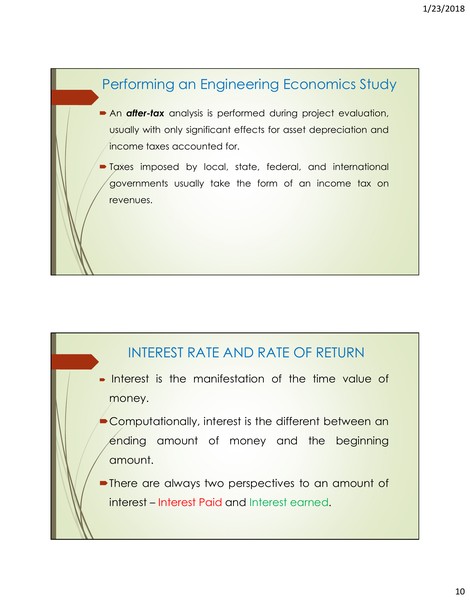 1/23/2018
Performing an Engineering Economics Study
An after-tax analysis is performed during project evaluation,
usually with only significant effects for asset depreciation and
income taxes accounted for.
Taxes imposed by local, state, federal, and international
governments usually take the form of an income tax on
revenues.
INTEREST RATE AND RATE OF RETURN
Interest is the manifestation of the time value of
money.
Computationally, interest is the different between an
ending amount of money and the beginning
amount.
There are always two perspectives to an amount of
interest – Interest Paid and Interest earned.
10